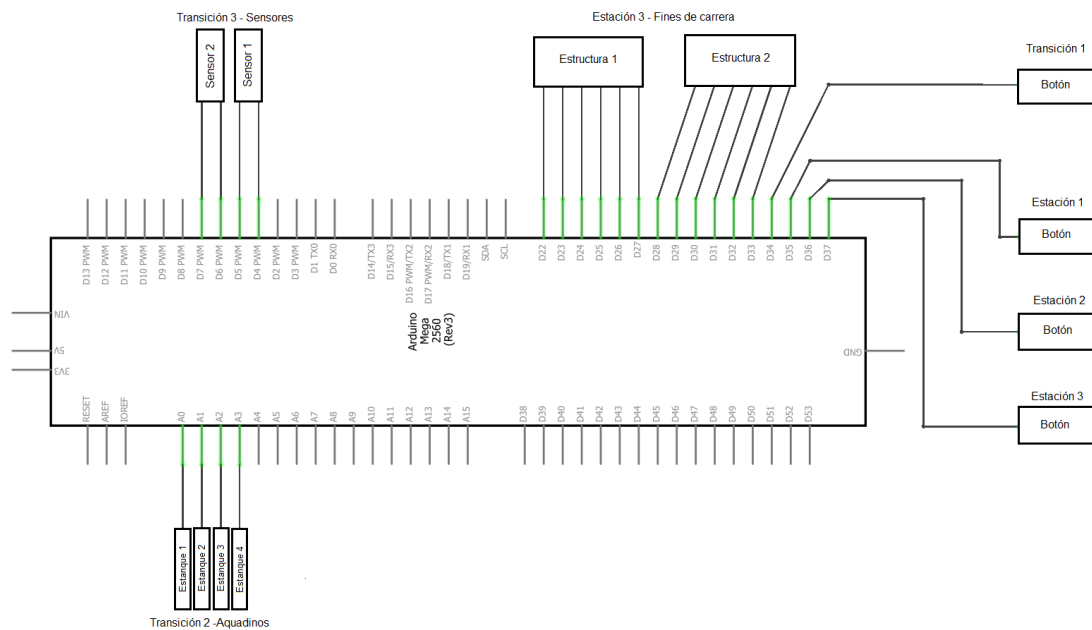 Transición 3 - Sensores
Estación 3 - Fines de carrera
Sensor 2
Sensor 1
Estructura 1
Estructura 2
Transición 1
Botón
Estación 1
Botón
Estación 2
Botón
Estación 3
Botón
D13 PWM
D12 PWM
D11 PWM
D10 PWM
D9 PWM
D8 PWM
D7 PWM
D6 PWM
D5 PWM
D4 PWM
D2 PWM
D3 PWM
D1 TX0
D0 RX0
D14/TX3
D15/RX3
D16 PWM/TX2
D17 PWM/RX2
D18/TX1
D19/RX1
SDA
SCL
D22
D23
D24
D25
D26
D27
D28
D29
D30
D31
D32
D33
D34
D35
D36
D37
VIN
5V
3V3
Arduino
Mega
2560
(Rev3)
GND
RESET
AREF
IOREF
A0
A1
A2
A3
A4
A5
A6
A7
A8
A9
A10
A11
A12
A13
A14
A15
D38
D39
D40
D41
D42
D43
D44
D45
D46
D47
D48
D49
D50
D51
D52
D53
Estanque 1
Estanque 2
Estanque 3
Estanque 4
Transición 2 -Aquadinos